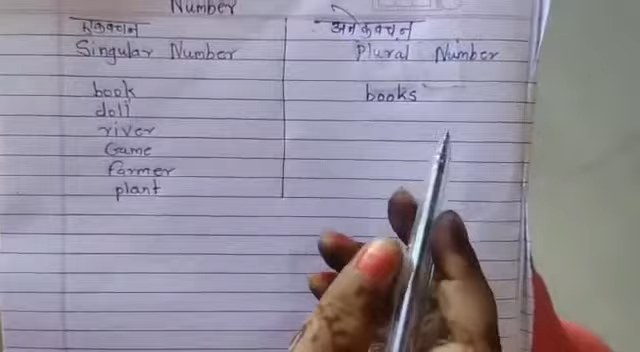 Number
एकवचन अनेकवचन
Singular Number Plural Number
book books
doll
river
Game
farmer
plant